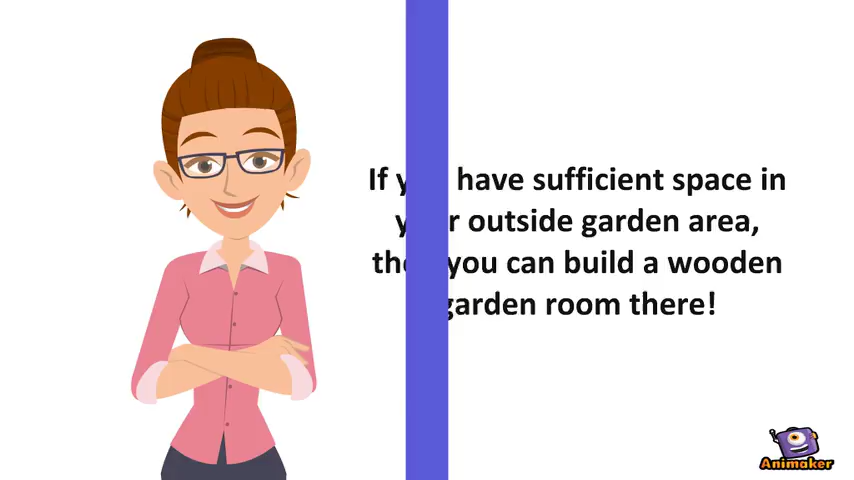 If have sufficient space in
outside garden area,
you can build a wooden
garden room there!
Animaker